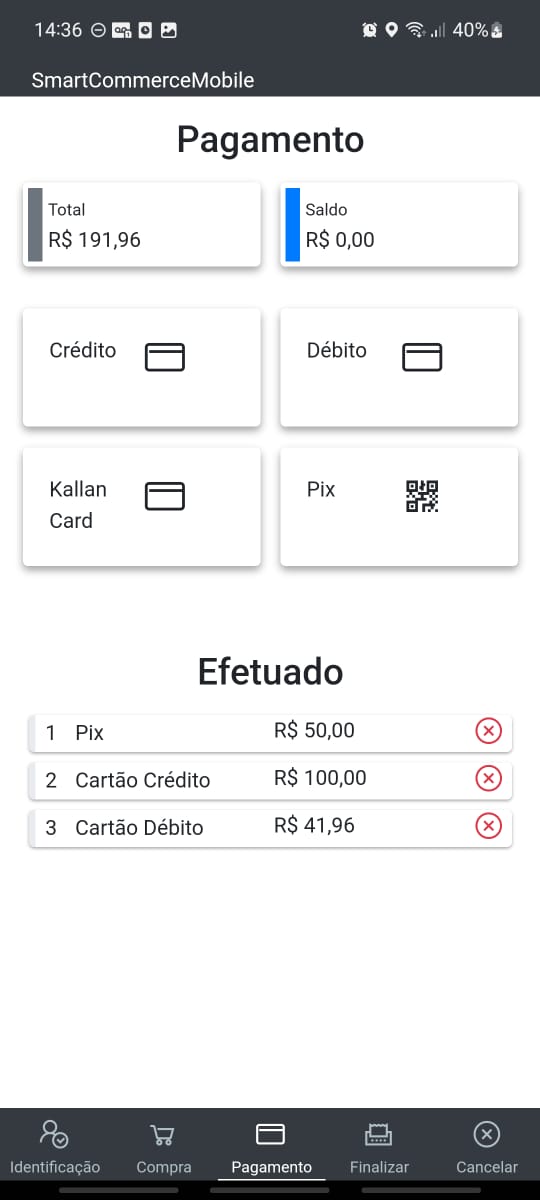 14:36 40%
SmartCommerceMobile
Pagamento
Total
R$ 191,96
Saldo
R$ 0,00
Crédito
Débito
Kallan
Card
Pix
Efetuado
1 Pix R$ 50,00
2 Cartão Crédito R$ 100,00
3 Cartão Débito R$ 41,96
Identificação Compra Pagamento Finalizar Cancelar